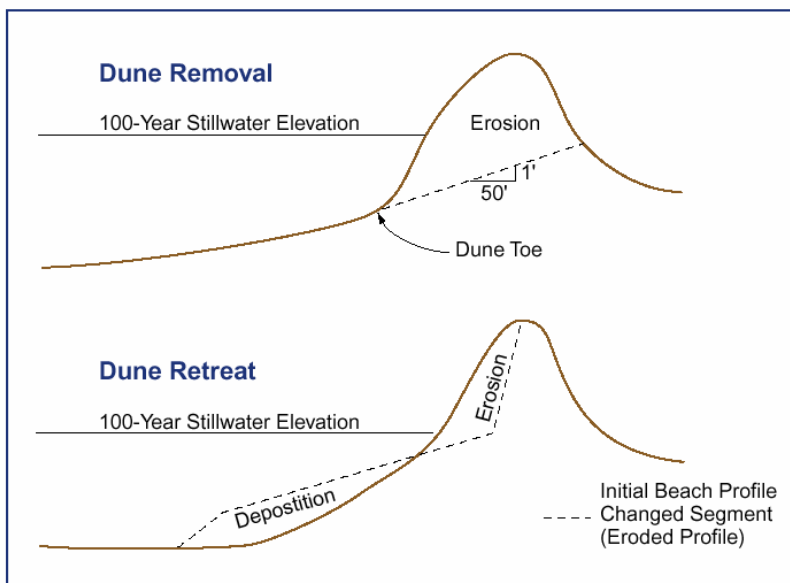 Dune Removal
100-Year Stillwater Elevation
Erosion
1'
50'
Dune Toe
Dune Retreat
100-Year Stillwater Elevation
Erosion
Depostition
Initial Beach Profile
Changed Segment
(Eroded Profile)